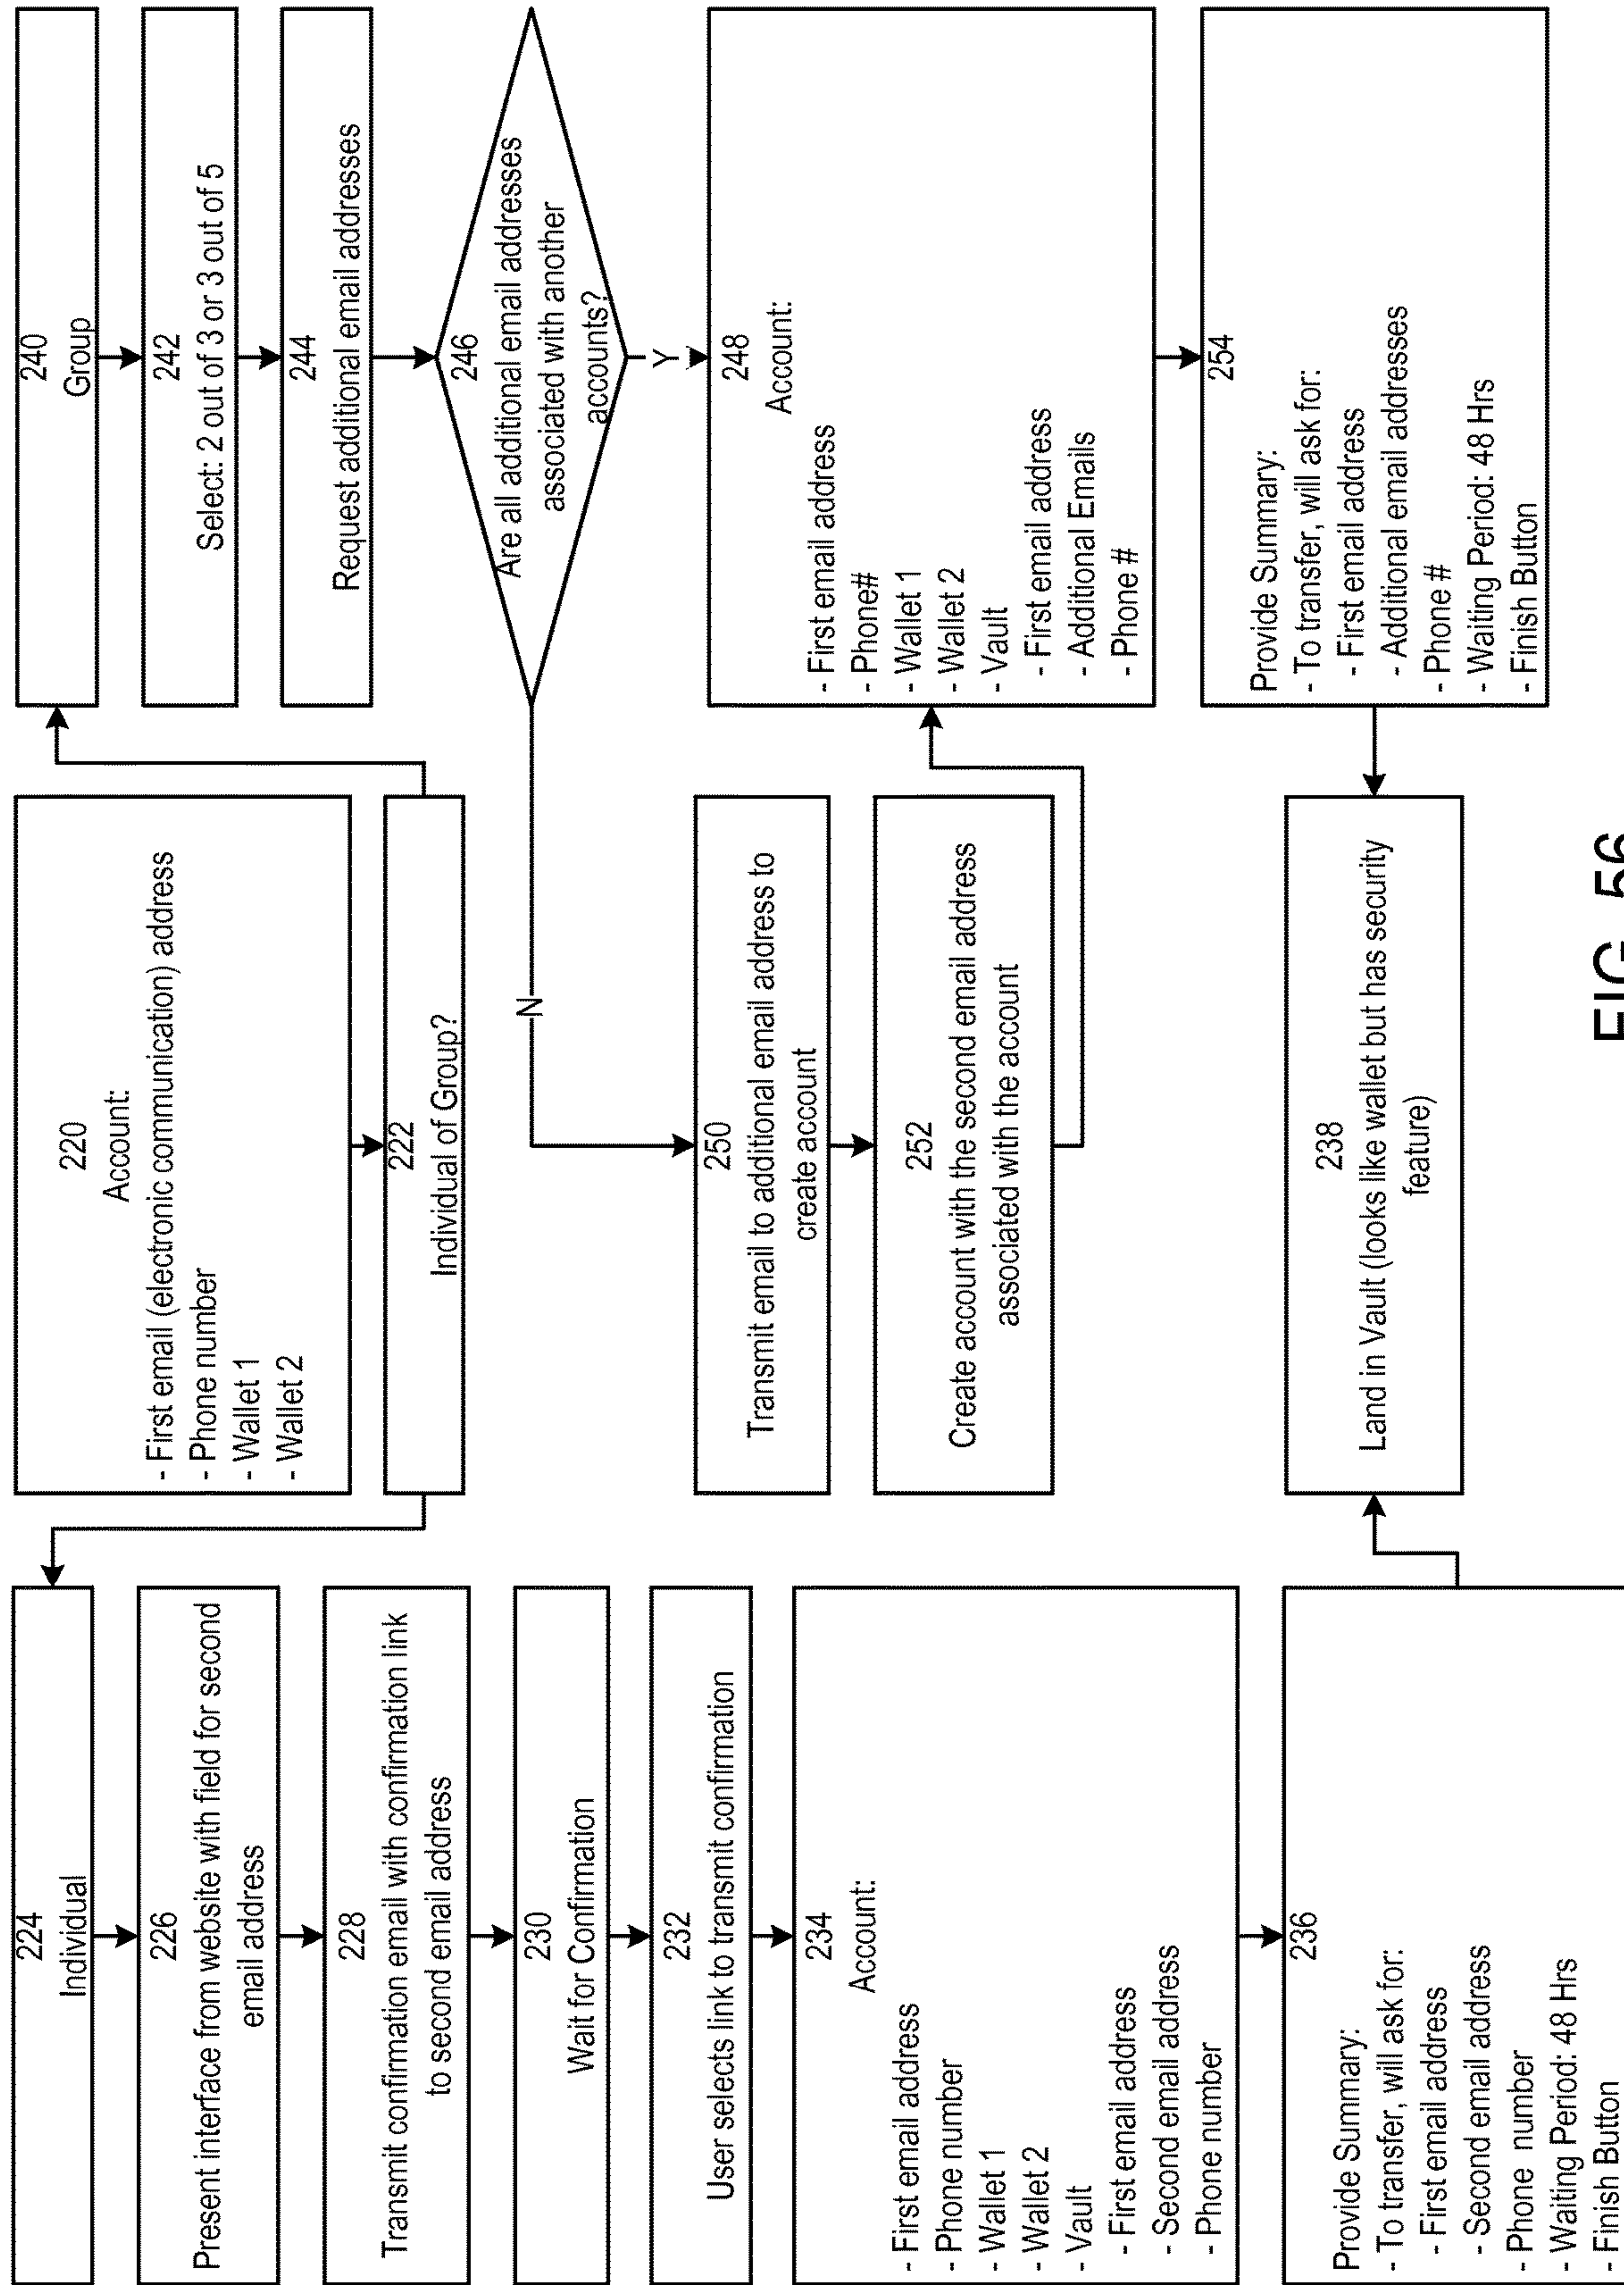 220
Account:
- First email (electronic communication) address
- Phone number
- Wallet 1
- Wallet 2
222
Individual of Group?
224
Individual
226
Present interface from website with field for second
email address
228
Transmit confirmation email with confirmation link
to second email address
230
Wait for Confirmation
232
User selects link to transmit confirmation
234
Account:
- First email address
- Phone number
- Wallet 1
- Wallet 2
- Vault
- First email address
- Second email address
- Phone number
236
Provide Summary:
- To transfer, will ask for:
- First email address
- Second email address
- Phone number
- Waiting Period: 48 Hrs
- Finish Button
238
Land in Vault (looks like wallet but has security
feature)
240
Group
242
Select: 2 out of 3 or 3 out of 5
244
Request additional email addresses
246
Are all additional email addresses
associated with another
accounts?
N
Y
250
Transmit email to additional email address to
create account
252
Create account with the second email address
associated with the account
248
Account:
- First email address
- Phone#
- Wallet 1
- Wallet 2
- Vault
- First email address
- Additional Emails
- Phone #
254
Provide Summary:
- To transfer, will ask for:
- First email address
- Additional email addresses
- Phone #
- Waiting Period: 48 Hrs
- Finish Button
FIG. 56